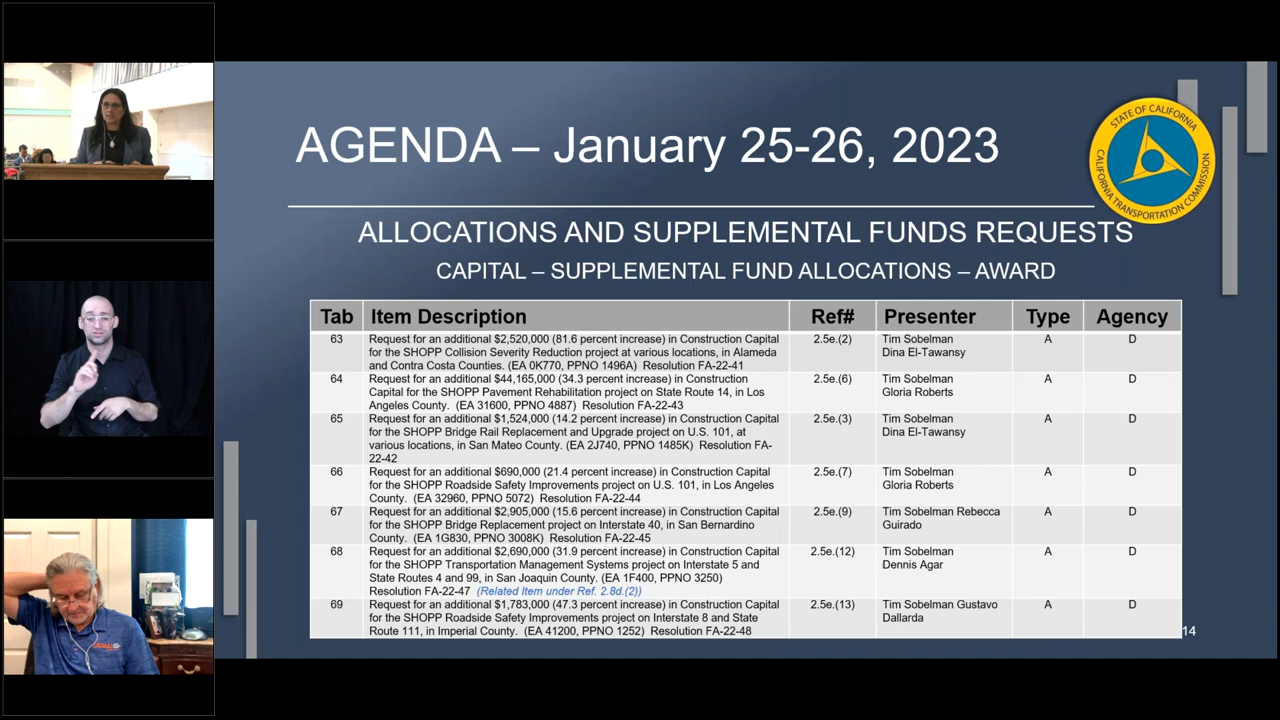 AGENDA – January 25-26, 2023
STATE OF CALIFORNIA
CALIFORNIA TRANSPORTATION COMMISSION
ALLOCATIONS AND SUPPLEMENTAL FUNDS REQUESTS
CAPITAL – SUPPLEMENTAL FUND ALLOCATIONS – AWARD
Tab Item Description Ref# Presenter Type Agency
63 Request for an additional $2,520,000 (81.6 percent increase) in Construction Capital 2.5e.(2) Tim Sobelman A D
for the SHOPP Collision Severity Reduction project at various locations, in Alameda Dina El-Tawansy
and Contra Costa Counties. (EA 0K770, PPNO 1496A) Resolution FA-22-41
64 Request for an additional $44,165,000 (34.3 percent increase) in Construction 2.5e.(6) Tim Sobelman A D
Capital for the SHOPP Pavement Rehabilitation project on State Route 14, in Los Gloria Roberts
Angeles County. (EA 31600, PPNO 4887) Resolution FA-22-43
65 Request for an additional $1,524,000 (14.2 percent increase) in Construction Capital 2.5e.(3) Tim Sobelman A D
for the SHOPP Bridge Rail Replacement and Upgrade project on U.S. 101, at Dina El-Tawansy
various locations, in San Mateo County. (EA 2J740, PPNO 1485K) Resolution FA-
22-42
66 Request for an additional $690,000 (21.4 percent increase) in Construction Capital 2.5e.(7) Tim Sobelman A D
for the SHOPP Roadside Safety Improvements project on U.S. 101, in Los Angeles Gloria Roberts
County. (EA 32960, PPNO 5072) Resolution FA-22-44
67 Request for an additional $2,905,000 (15.6 percent increase) in Construction Capital 2.5e.(9) Tim Sobelman Rebecca A D
for the SHOPP Bridge Replacement project on Interstate 40, in San Bernardino Guirado
County. (EA 1G830, PPNO 3008K) Resolution FA-22-45
68 Request for an additional $2,690,000 (31.9 percent increase) in Construction Capital 2.5e.(12) Tim Sobelman A D
for the SHOPP Transportation Management Systems project on Interstate 5 and Dennis Agar
State Routes 4 and 99, in San Joaquin County. (EA 1F400, PPNO 3250)
Resolution FA-22-47 (Related Item under Ref. 2.8d.(2))
69 Request for an additional $1,783,000 (47.3 percent increase) in Construction Capital 2.5e.(13) Tim Sobelman Gustavo A D
for the SHOPP Roadside Safety Improvements project on Interstate 8 and State Dallarda
Route 111, in Imperial County. (EA 41200, PPNO 1252) Resolution FA-22-48
14